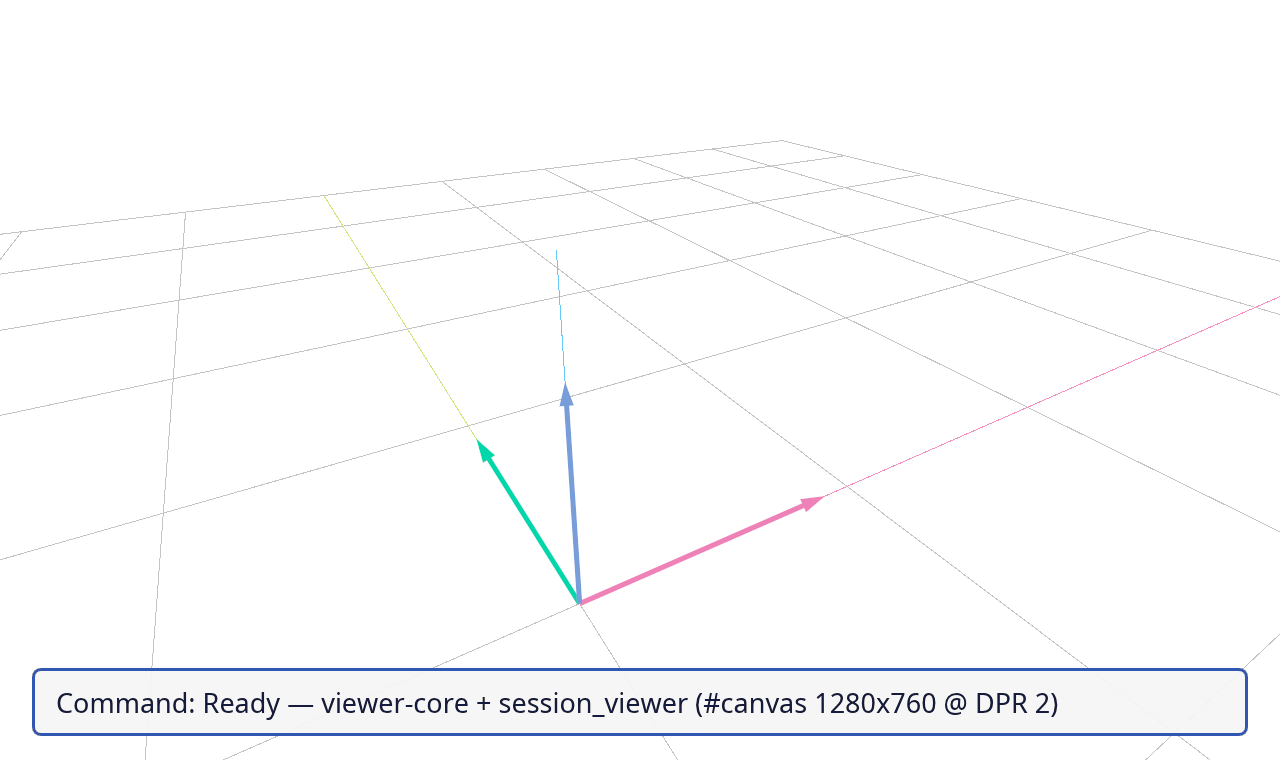 Command: Ready — viewer-core + session_viewer (#canvas 1280x760 @ DPR 2)